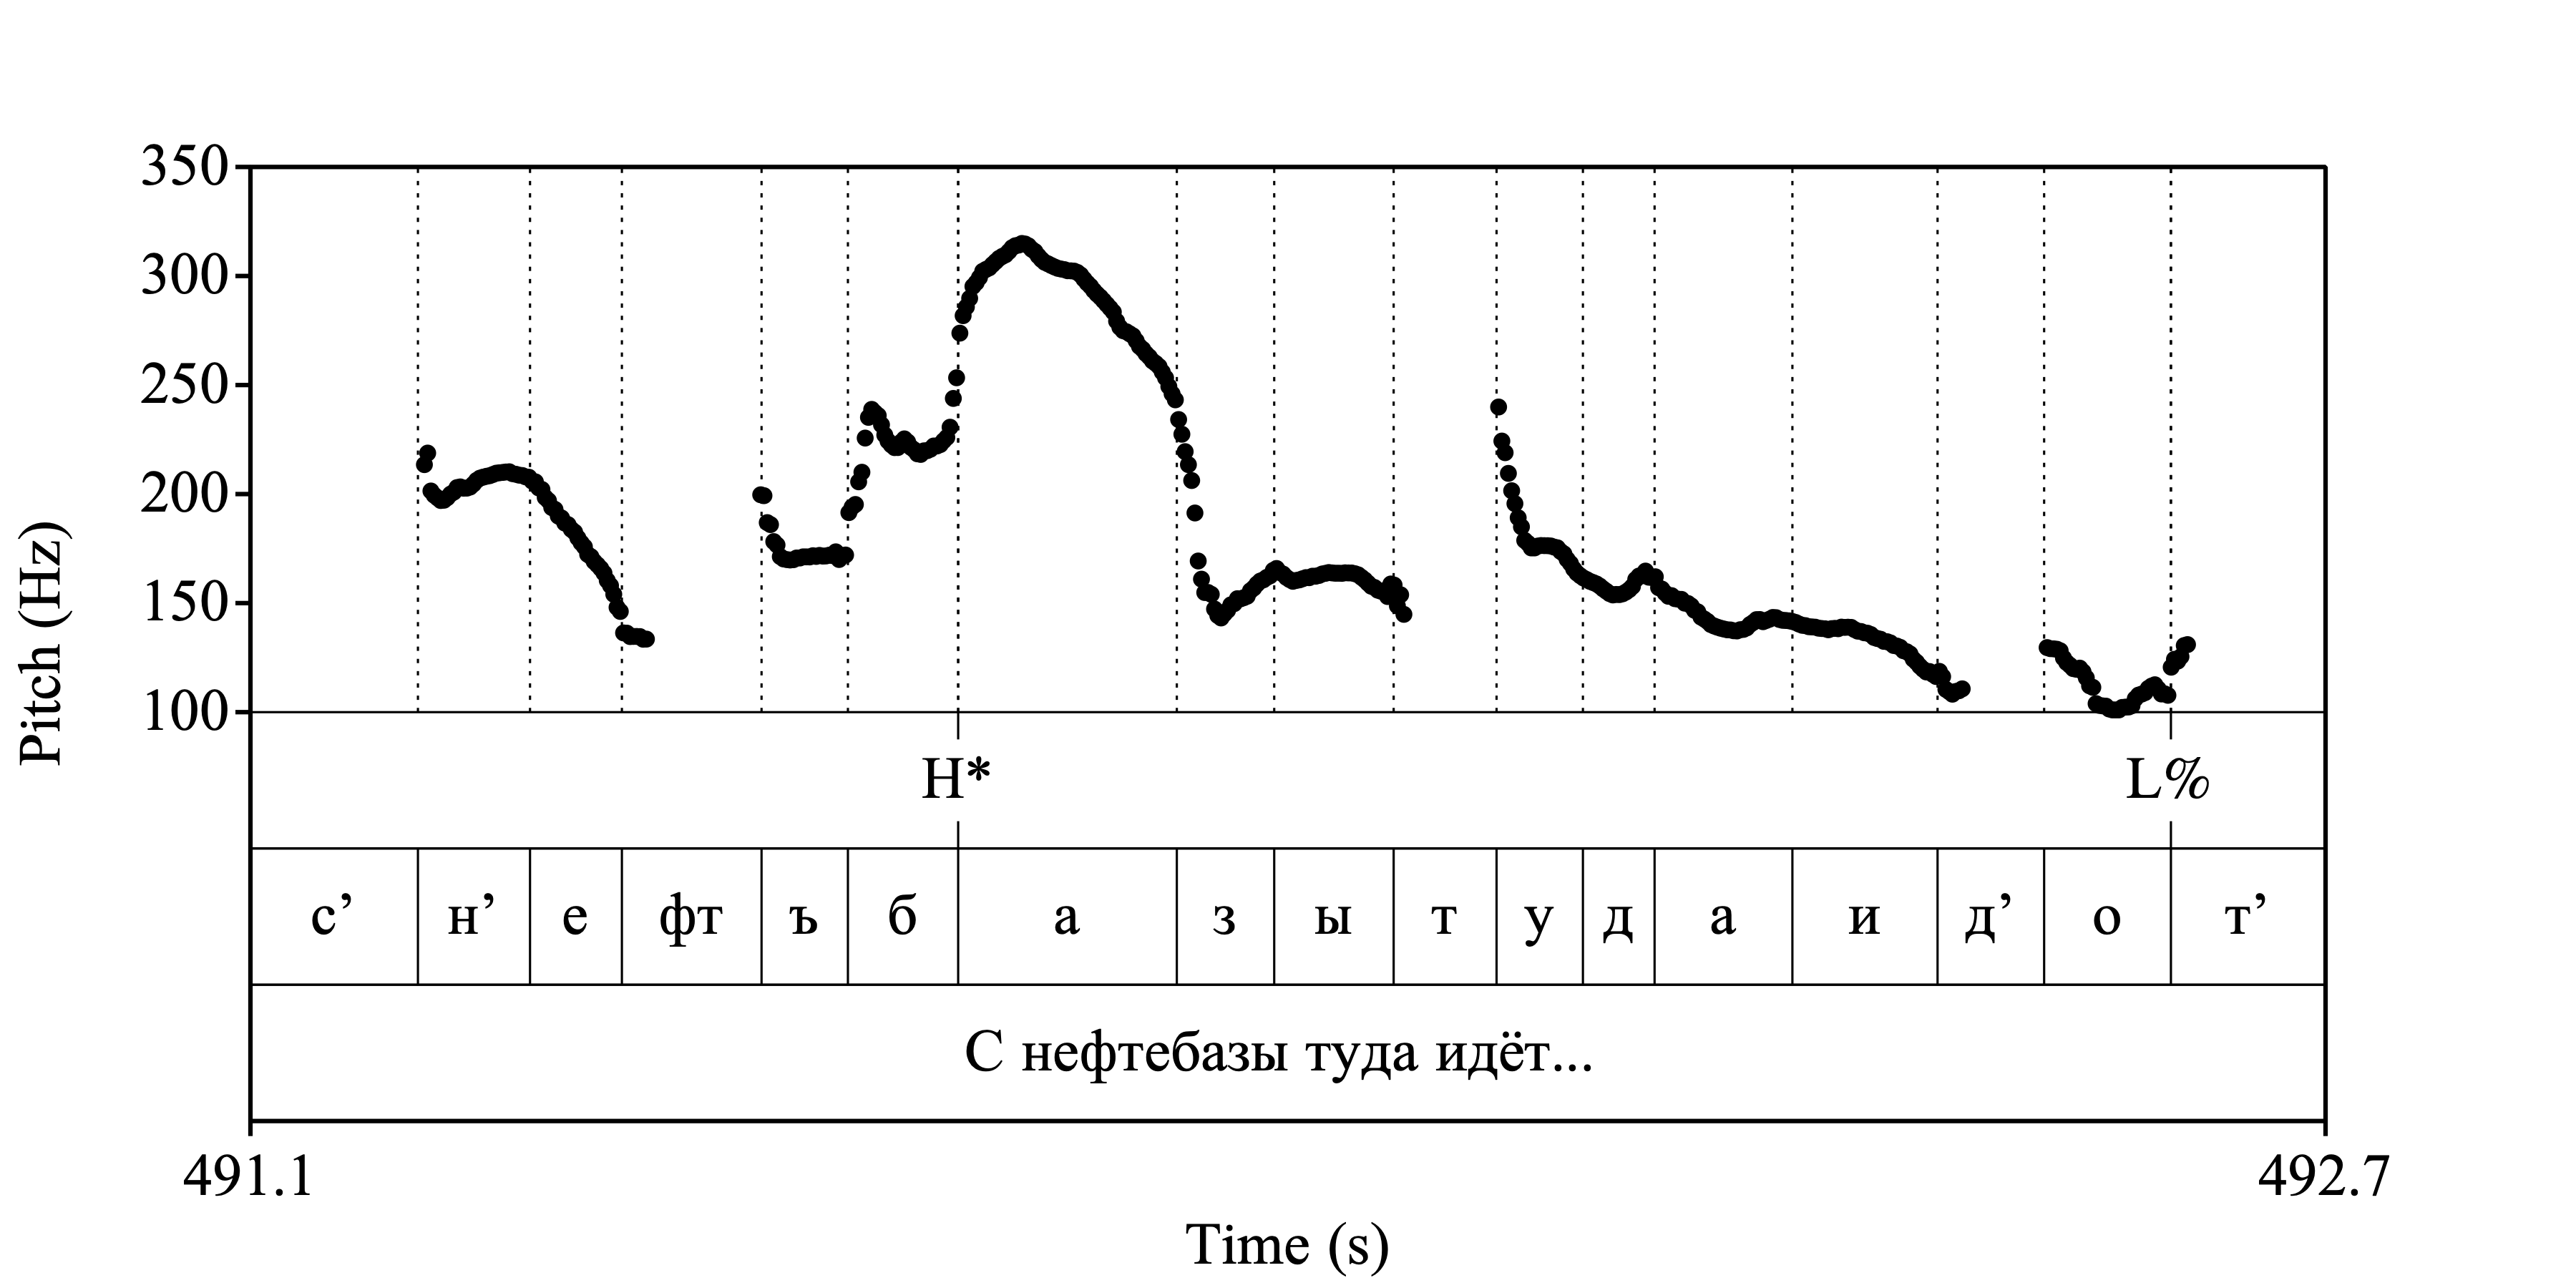 350
300
250
200
150
100
Pitch (Hz)
H* L%
с’ н’ е фт ъ б а з ы т у д а и д’ о т’
С нефтебазы туда идёт...
491.1 492.7
Time (s)